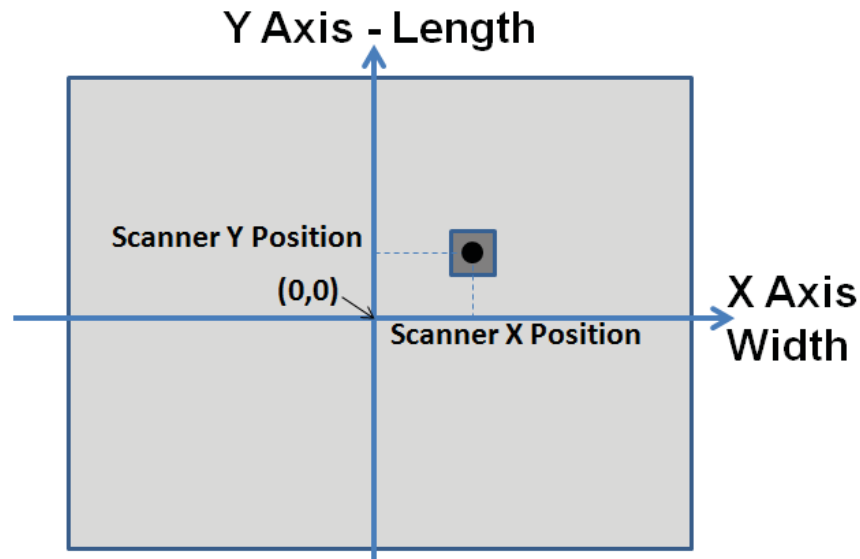 Y Axis - Length
Scanner Y Position
(0,0)
X Axis
Width
Scanner X Position